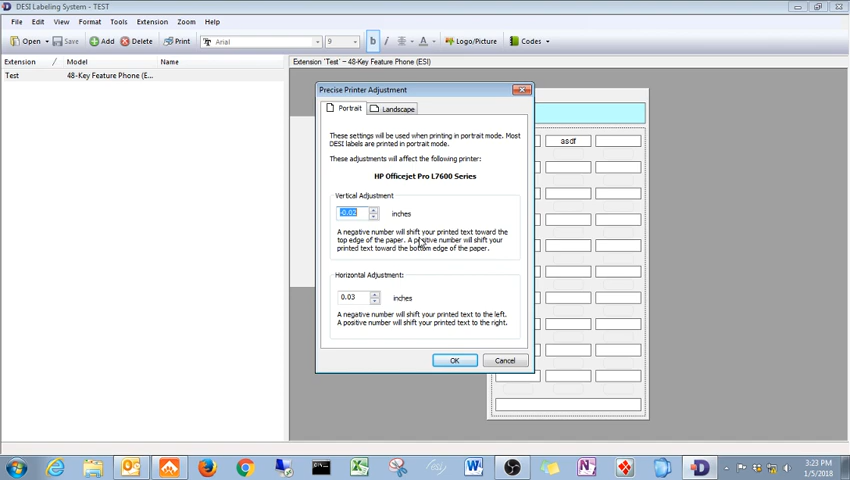 DESI Labeling System - TEST
File Edit View Format Tools Extension Zoom Help
Open Save Add Delete Print Arial 9 b i A Logo/Picture Codes
Extension / Model Name
Extension 'Test' – 48-Key Feature Phone (ESI)
Test 48-Key Feature Phone (E...
asdf
Precise Printer Adjustment
Portrait Landscape
These settings will be used when printing in portrait mode. Most
DESI labels are printed in portrait mode.
These adjustments will affect the following printer:
HP Officejet Pro L7600 Series
Vertical Adjustment
-0.02 inches
A negative number will shift your printed text toward the
top edge of the paper. A positive number will shift your
printed text toward the bottom edge of the paper.
Horizontal Adjustment:
0.03 inches
A negative number will shift your printed text to the left.
A positive number will shift your printed text to the right.
OK Cancel
3:23 PM
1/5/2018